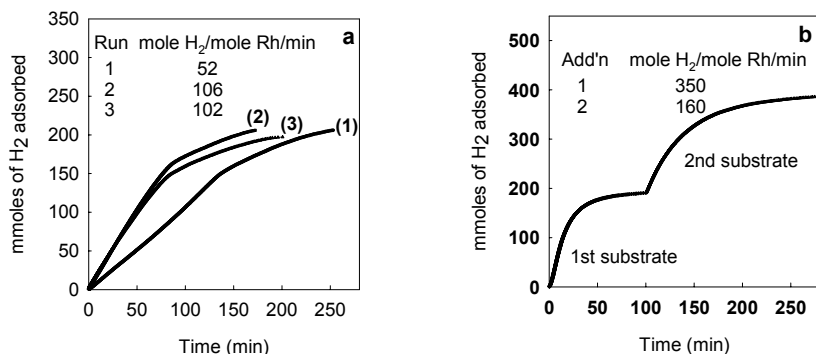 a
Run mole H₂/mole Rh/min
1 52
2 106
3 102
(2)
(3)
(1)
350
300
250
200
150
100
50
0
mmoles of H₂ adsorbed
0 50 100 150 200 250
Time (min)
b
Add'n mole H₂/mole Rh/min
1 350
2 160
2nd substrate
1st substrate
500
400
300
200
100
0
mmoles of H₂ adsorbed
0 50 100 150 200 250
Time (min)